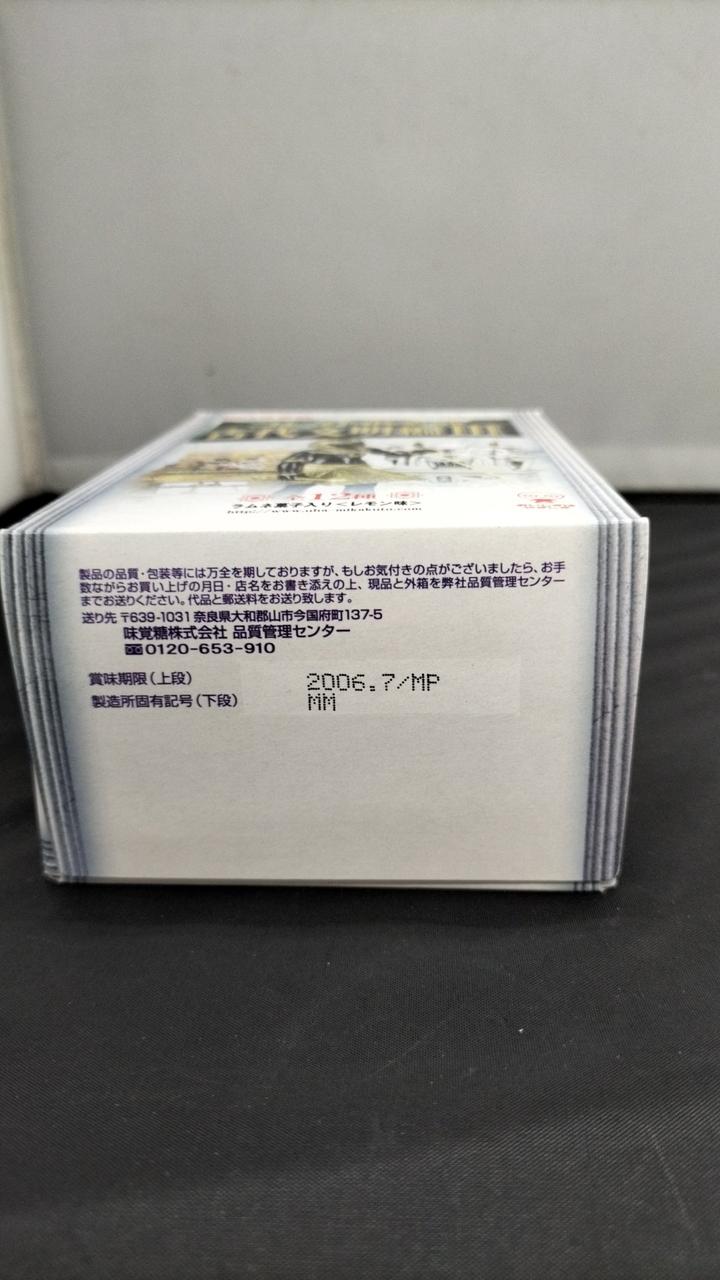 ラムネ菓子入り<レモン味>
製品の品質・包装等には万全を期しておりますが、もしお気付きの点がございましたら、お手
数ながらお買い上げの月日・店名をお書き添えの上、現品と外箱を弊社品質管理センター
までお送りください。代品と郵送料をお送り致します。
送り先 〒639-1031 奈良県大和郡山市今国府町137-5
味覚糖株式会社 品質管理センター
0120-653-910
賞味期限(上段) 2006.7/MP
製造所固有記号(下段) MM